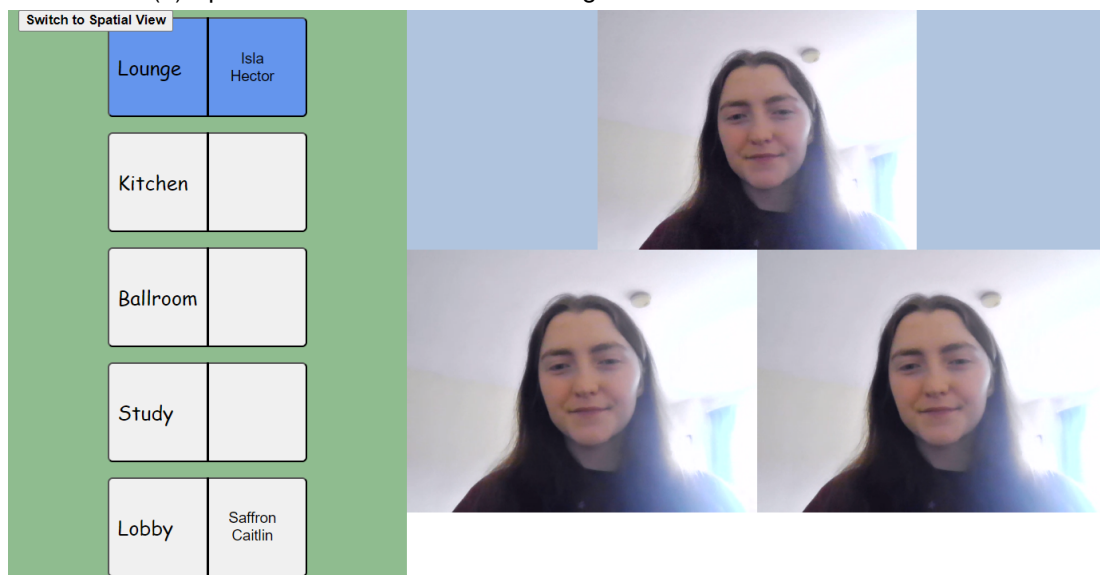 Switch to Spatial View
Lounge
Isla
Hector
Kitchen
Ballroom
Study
Lobby
Saffron
Caitlin